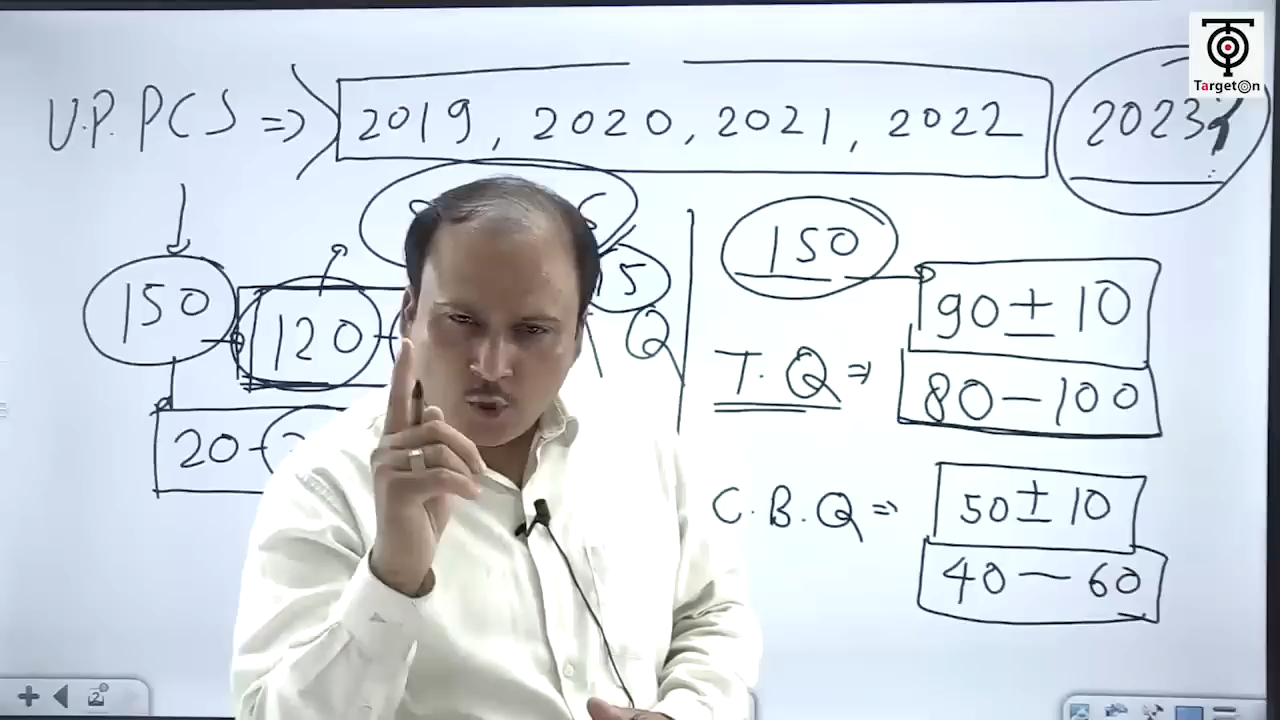 TargetOn
U.P. PCS => 2019, 2020, 2021, 2022 2023
150 120 5 Q
20-
150 90 ± 10
T. Q => 80 - 100
C.B.Q => 50 ± 10
40 - 60